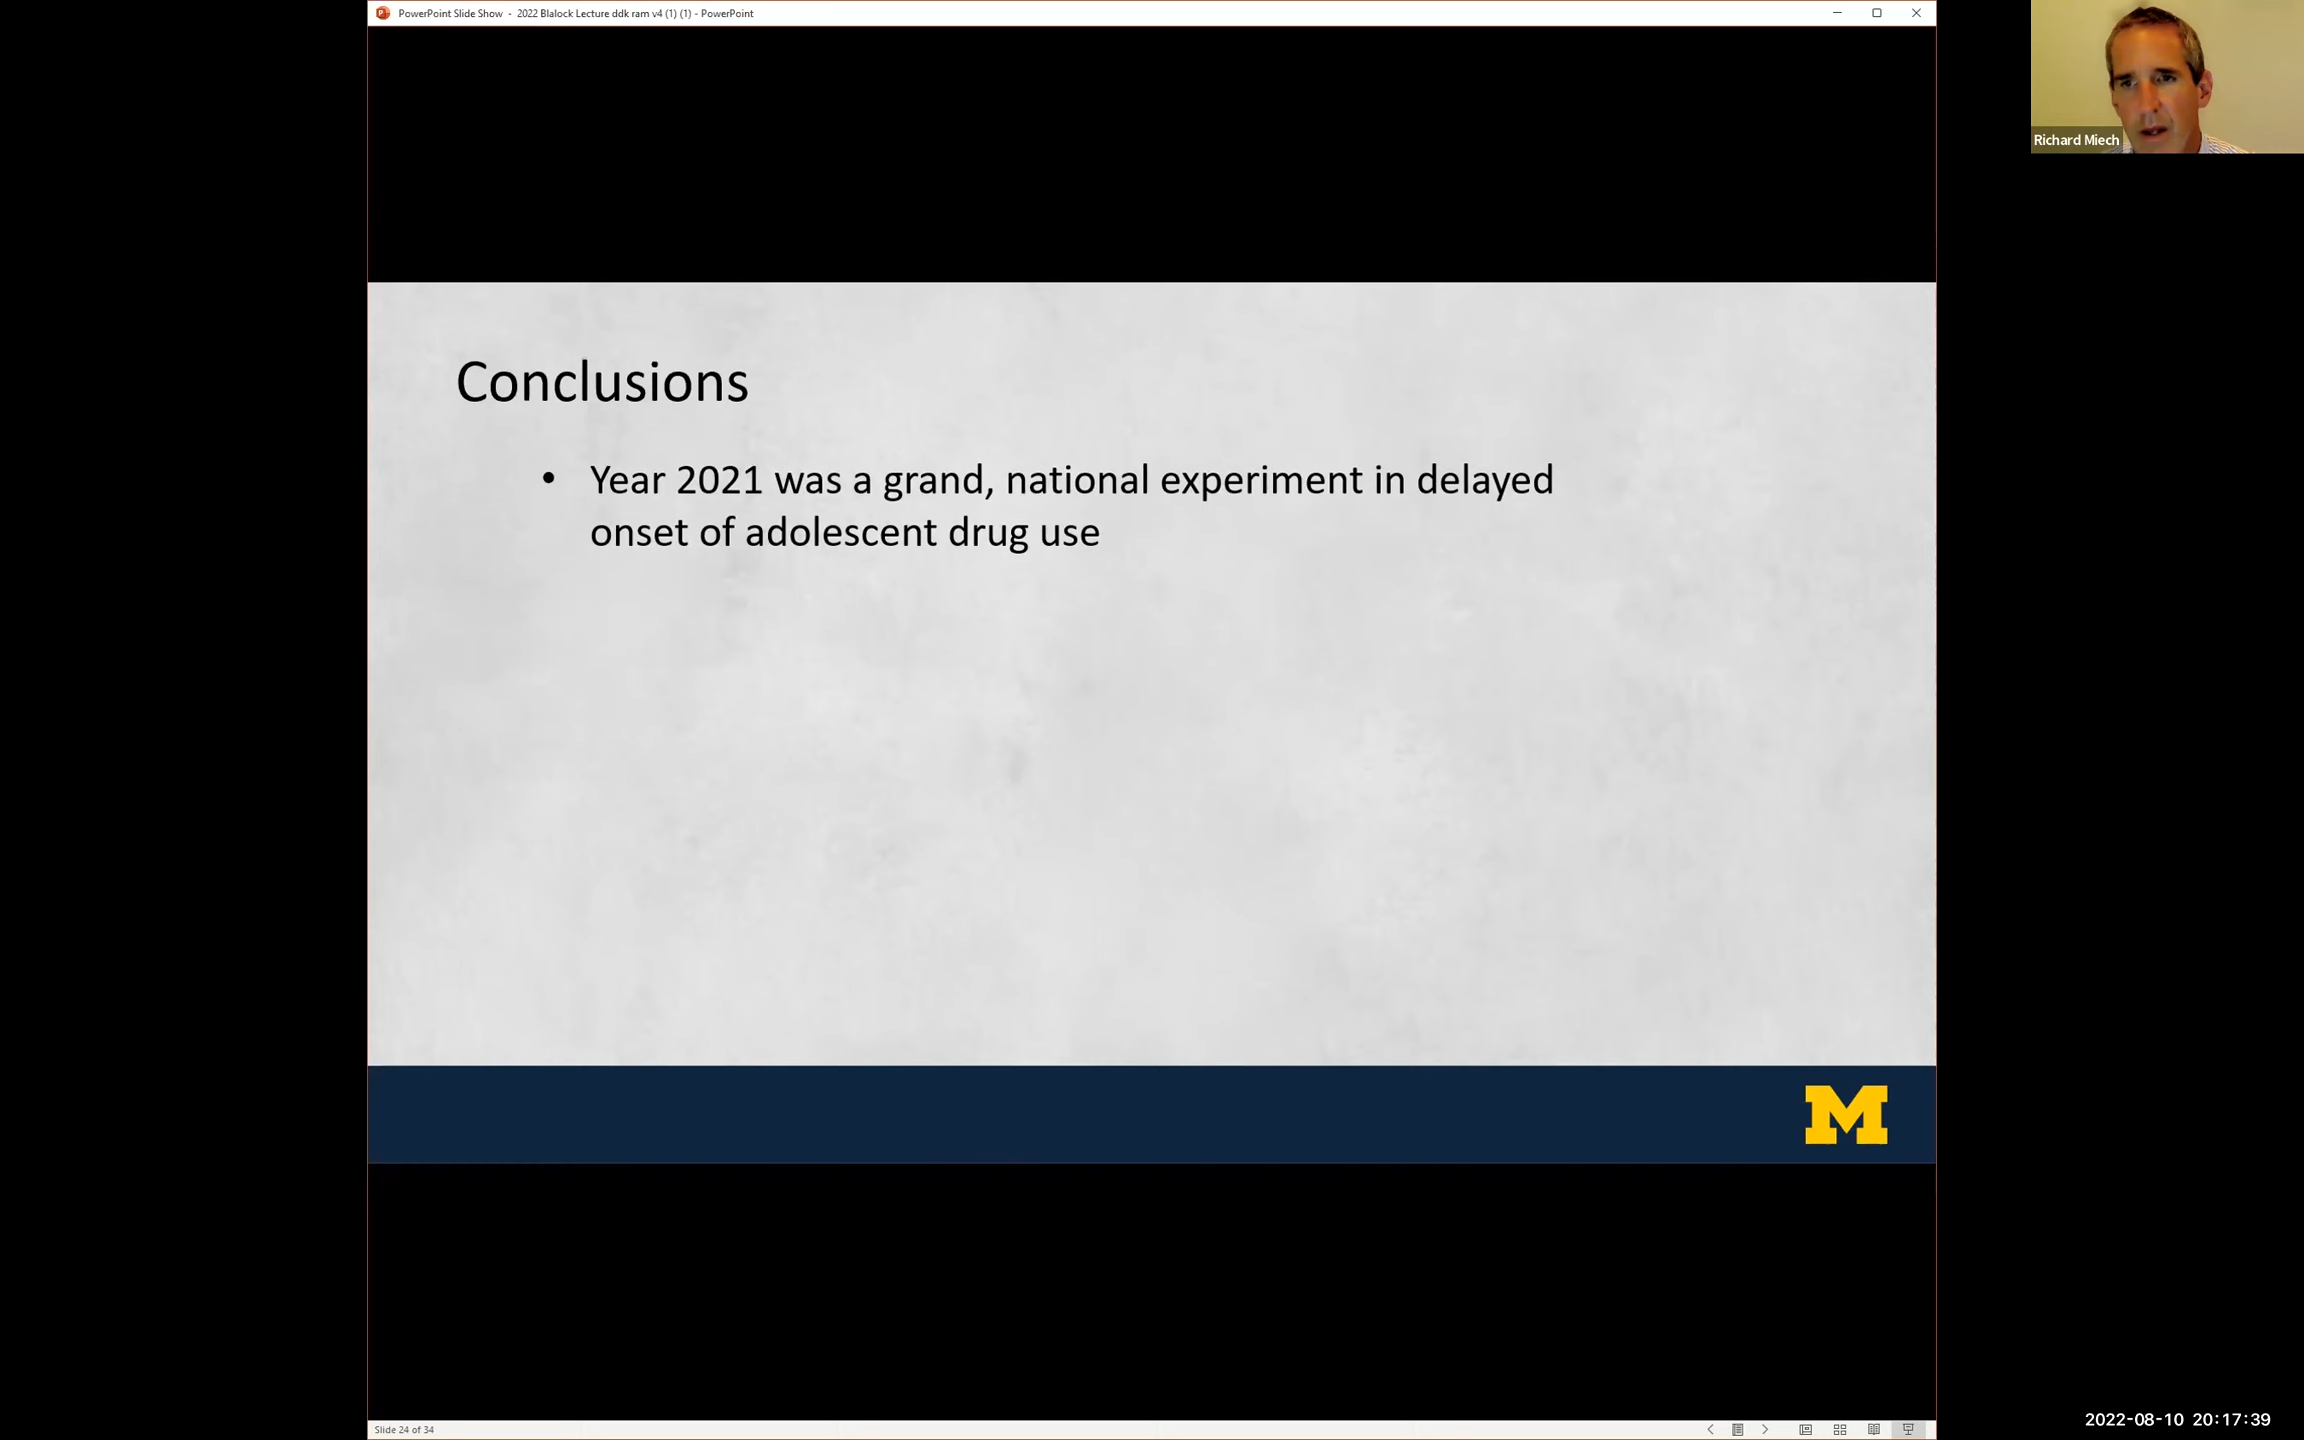 PowerPoint Slide Show - 2022 Blalock Lecture ddk ram v4 (1) (1) - PowerPoint
Richard Miech
Conclusions
• Year 2021 was a grand, national experiment in delayed
onset of adolescent drug use
M
Slide 24 of 34
2022-08-10 20:17:39